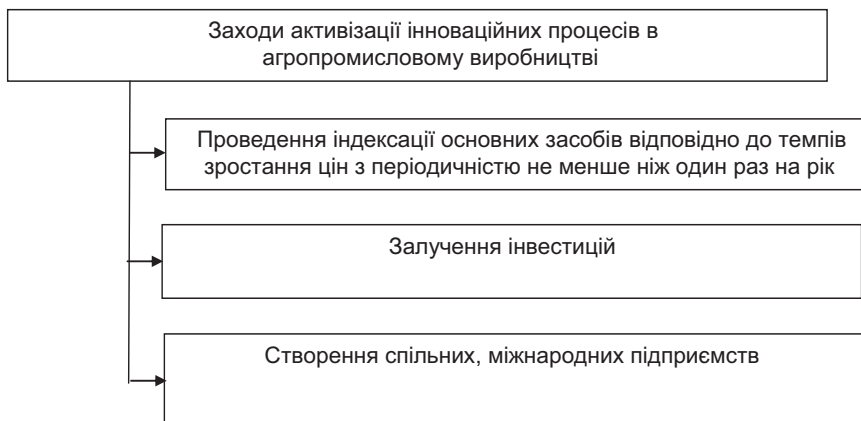 Заходи активізації інноваційних процесів в
агропромисловому виробництві
Проведення індексації основних засобів відповідно до темпів
зростання цін з періодичністю не менше ніж один раз на рік
Залучення інвестицій
Створення спільних, міжнародних підприємств